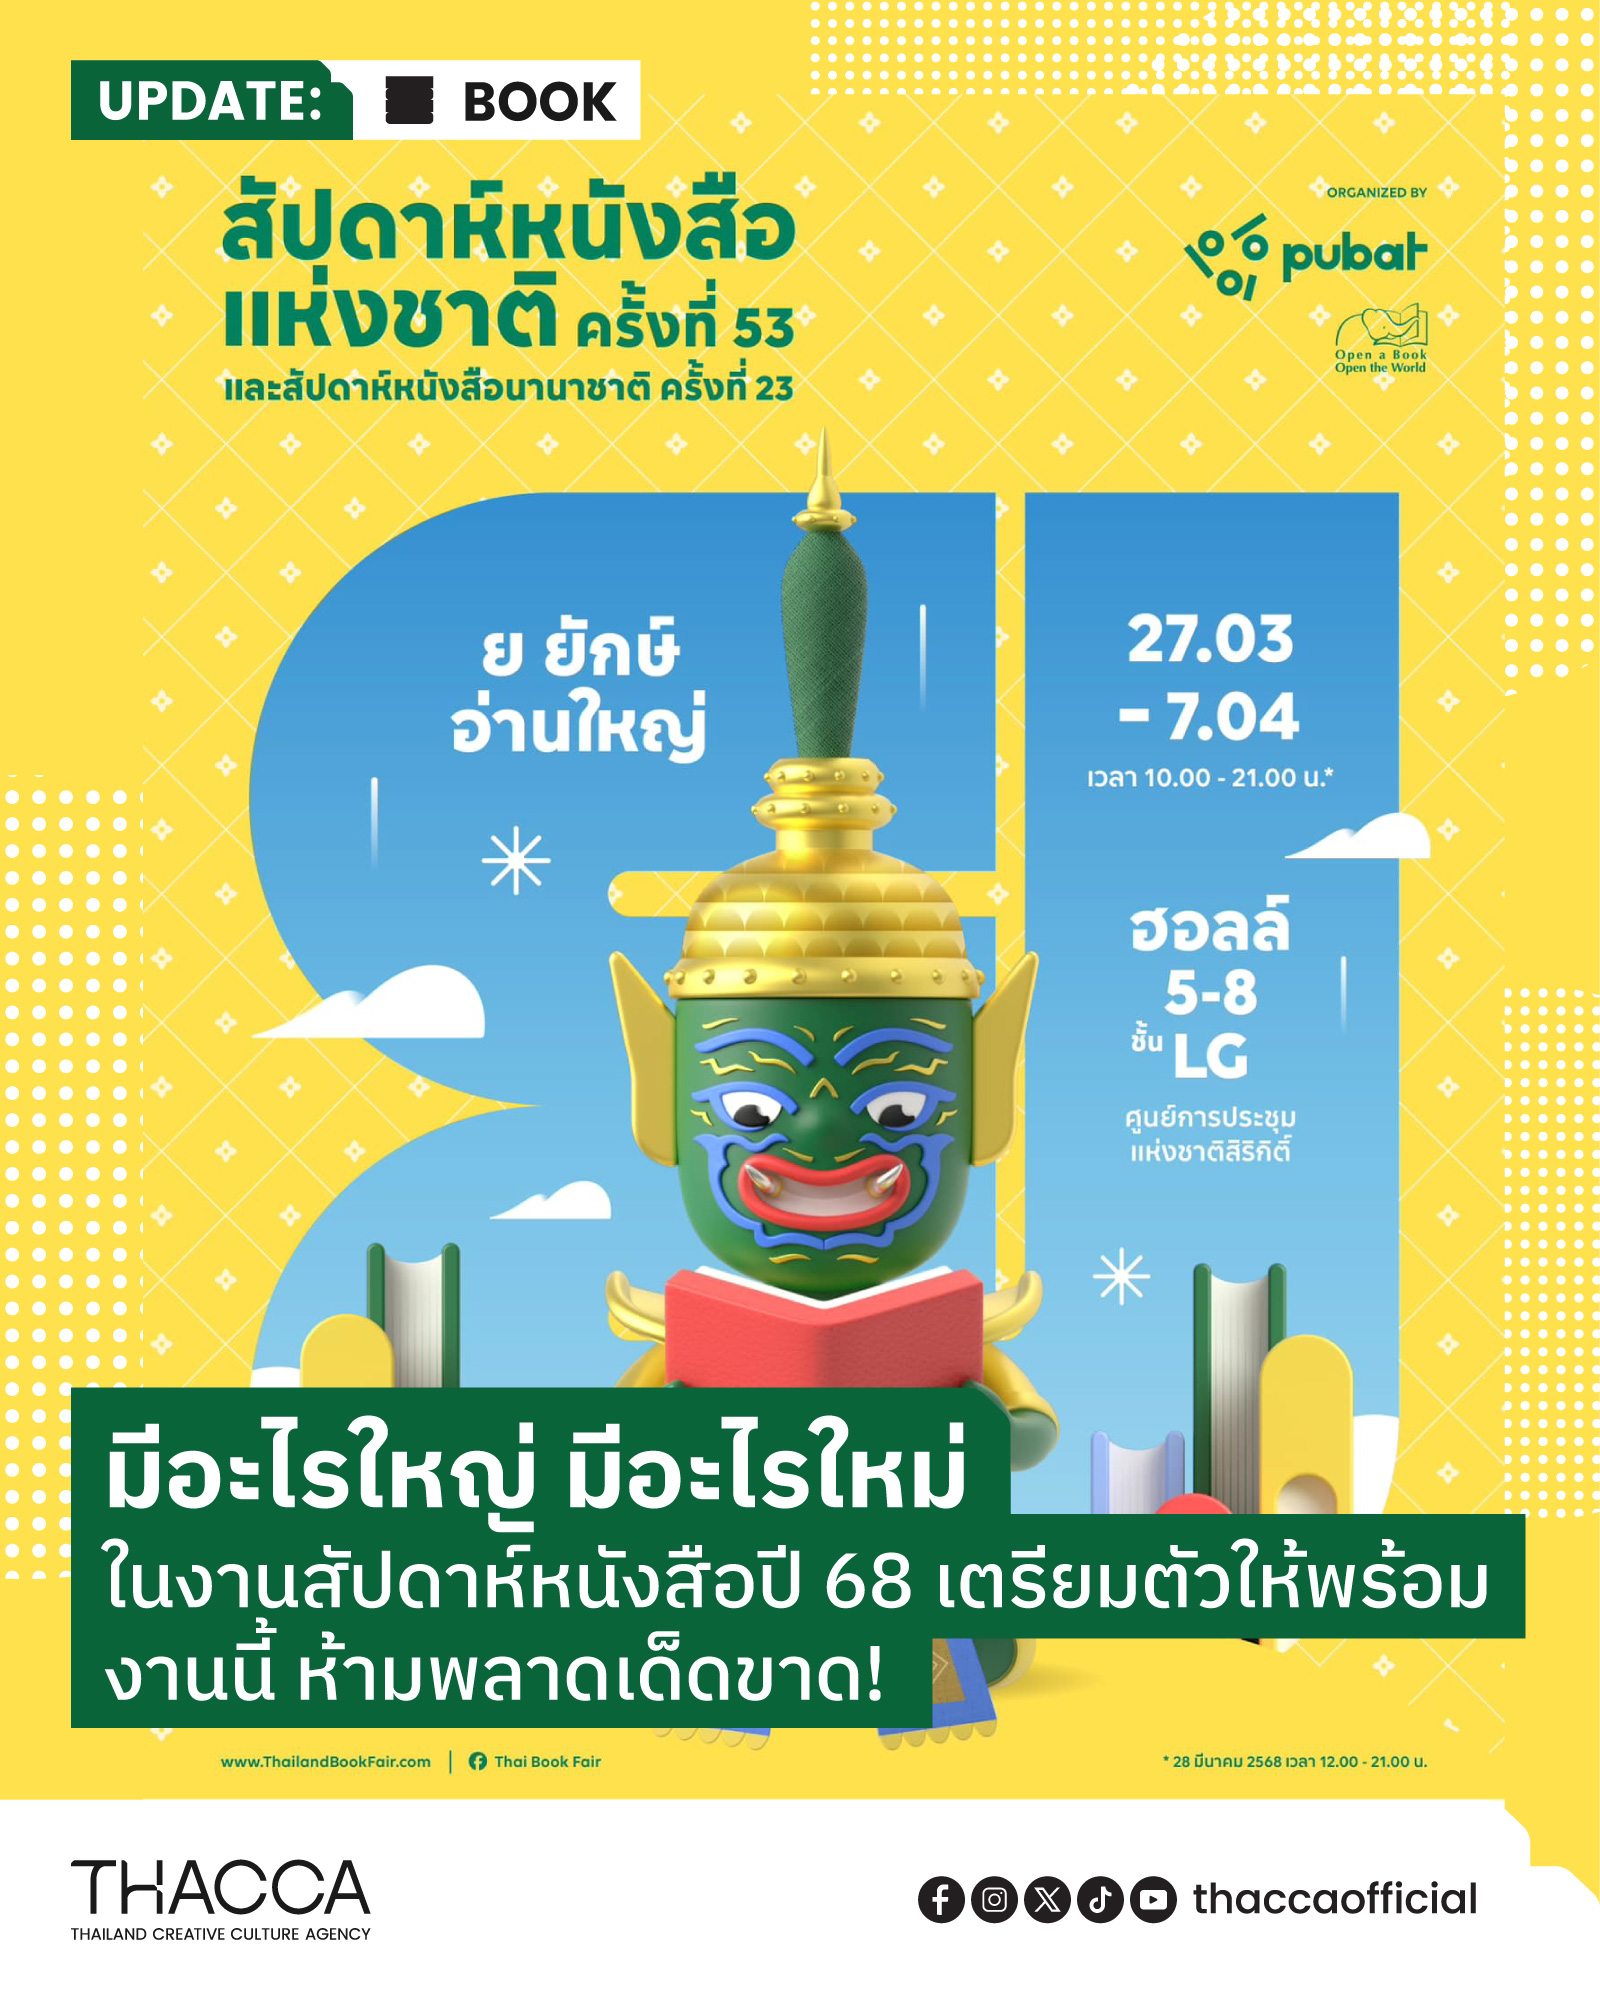 UPDATE: BOOK
สัปดาห์หนังสือ
แห่งชาติ ครั้งที่ 53
และสัปดาห์หนังสือนานาชาติ ครั้งที่ 23
ORGANIZED BY
pubat
Open a Book
Open the World
ย ยักษ์
อ่านใหญ่
27.03
- 7.04
เวลา 10.00 - 21.00 น.*
ฮอลล์
5-8
ชั้น LG
ศูนย์การประชุม
แห่งชาติสิริกิติ์
มีอะไรใหญ่ มีอะไรใหม่
ในงานสัปดาห์หนังสือปี 68 เตรียมตัวให้พร้อม
งานนี้ ห้ามพลาดเด็ดขาด!
www.ThailandBookFair.com | Thai Book Fair
* 28 มีนาคม 2568 เวลา 12.00 - 21.00 น.
THACCA
THAILAND CREATIVE CULTURE AGENCY
thaccaofficial